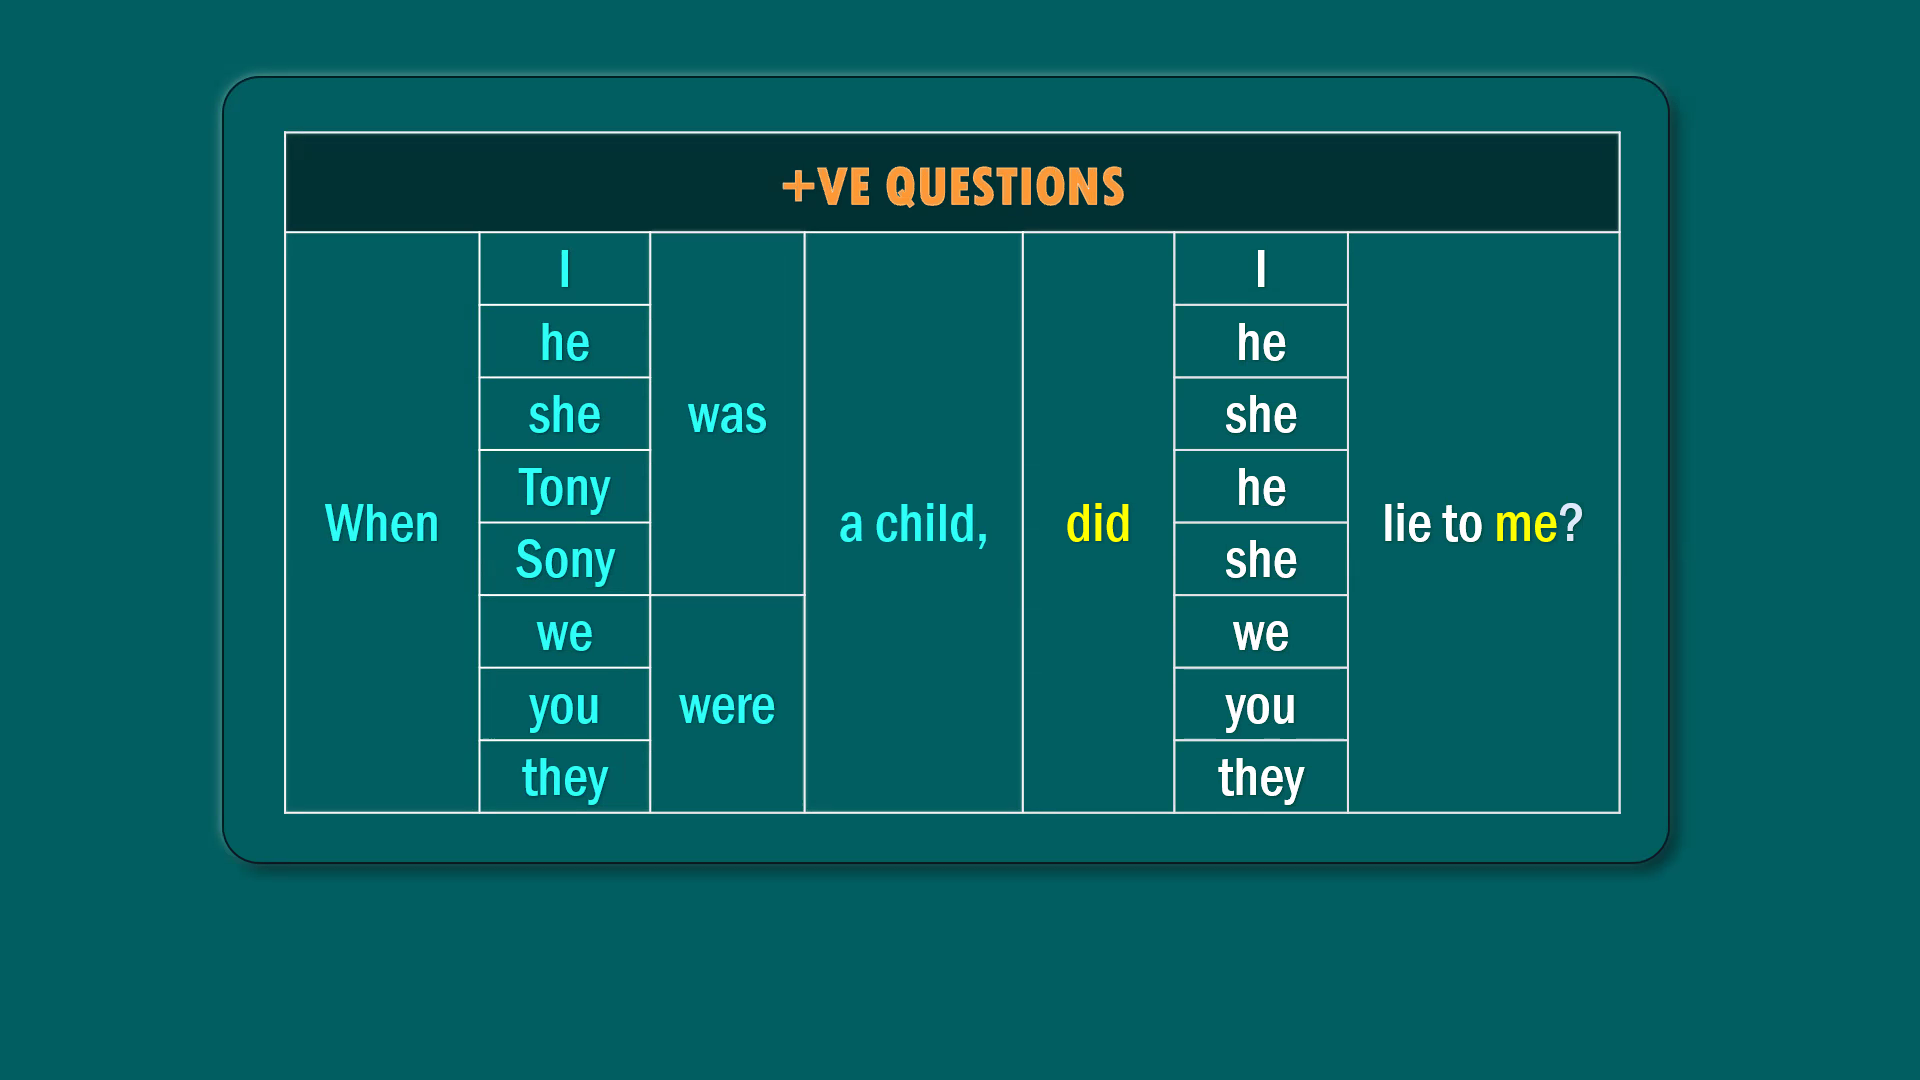 +VE QUESTIONS
When
I
he
she
Tony
Sony
we
you
they
was
were
a child,
did
I
he
she
he
she
we
you
they
lie to me?